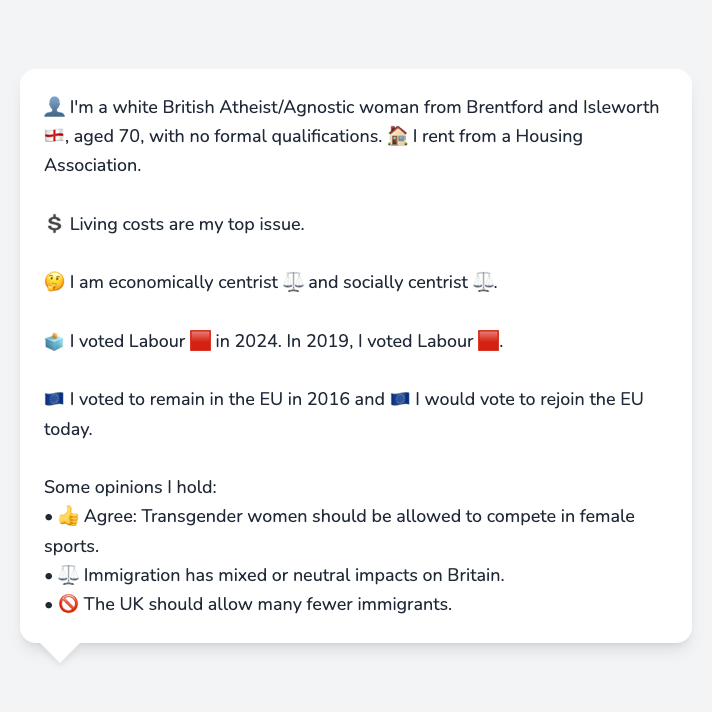 👤 I'm a white British Atheist/Agnostic woman from Brentford and Isleworth
🏴󠁧󠁢󠁥󠁮󠁧󠁿, aged 70, with no formal qualifications. 🏠 I rent from a Housing
Association.
💲 Living costs are my top issue.
🤔 I am economically centrist ⚖️ and socially centrist ⚖️.
🗳️ I voted Labour 🟥 in 2024. In 2019, I voted Labour 🟥.
🇪🇺 I voted to remain in the EU in 2016 and 🇪🇺 I would vote to rejoin the EU
today.
Some opinions I hold:
• 👍 Agree: Transgender women should be allowed to compete in female
sports.
• ⚖️ Immigration has mixed or neutral impacts on Britain.
• 🚫 The UK should allow many fewer immigrants.